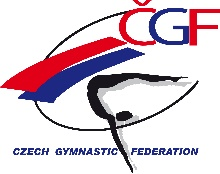 ČGF
CZECH GYMNASTIC FEDERATION